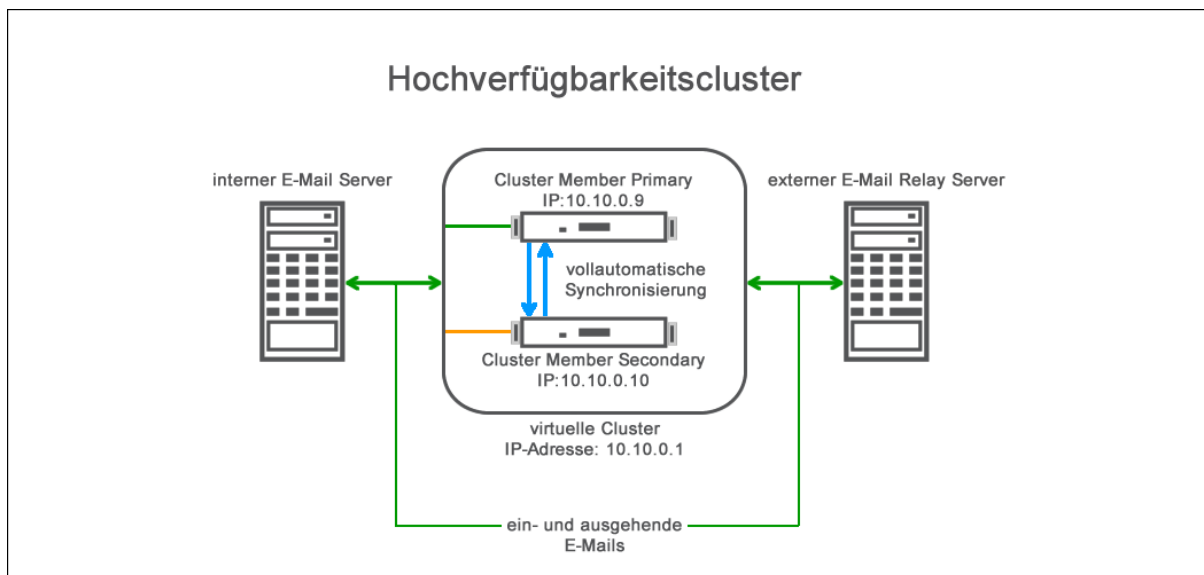 Hochverfügbarkeitscluster
interner E-Mail Server
Cluster Member Primary
IP:10.10.0.9
externer E-Mail Relay Server
vollautomatische
Synchronisierung
Cluster Member Secondary
IP:10.10.0.10
virtuelle Cluster
IP-Adresse: 10.10.0.1
ein- und ausgehende
E-Mails